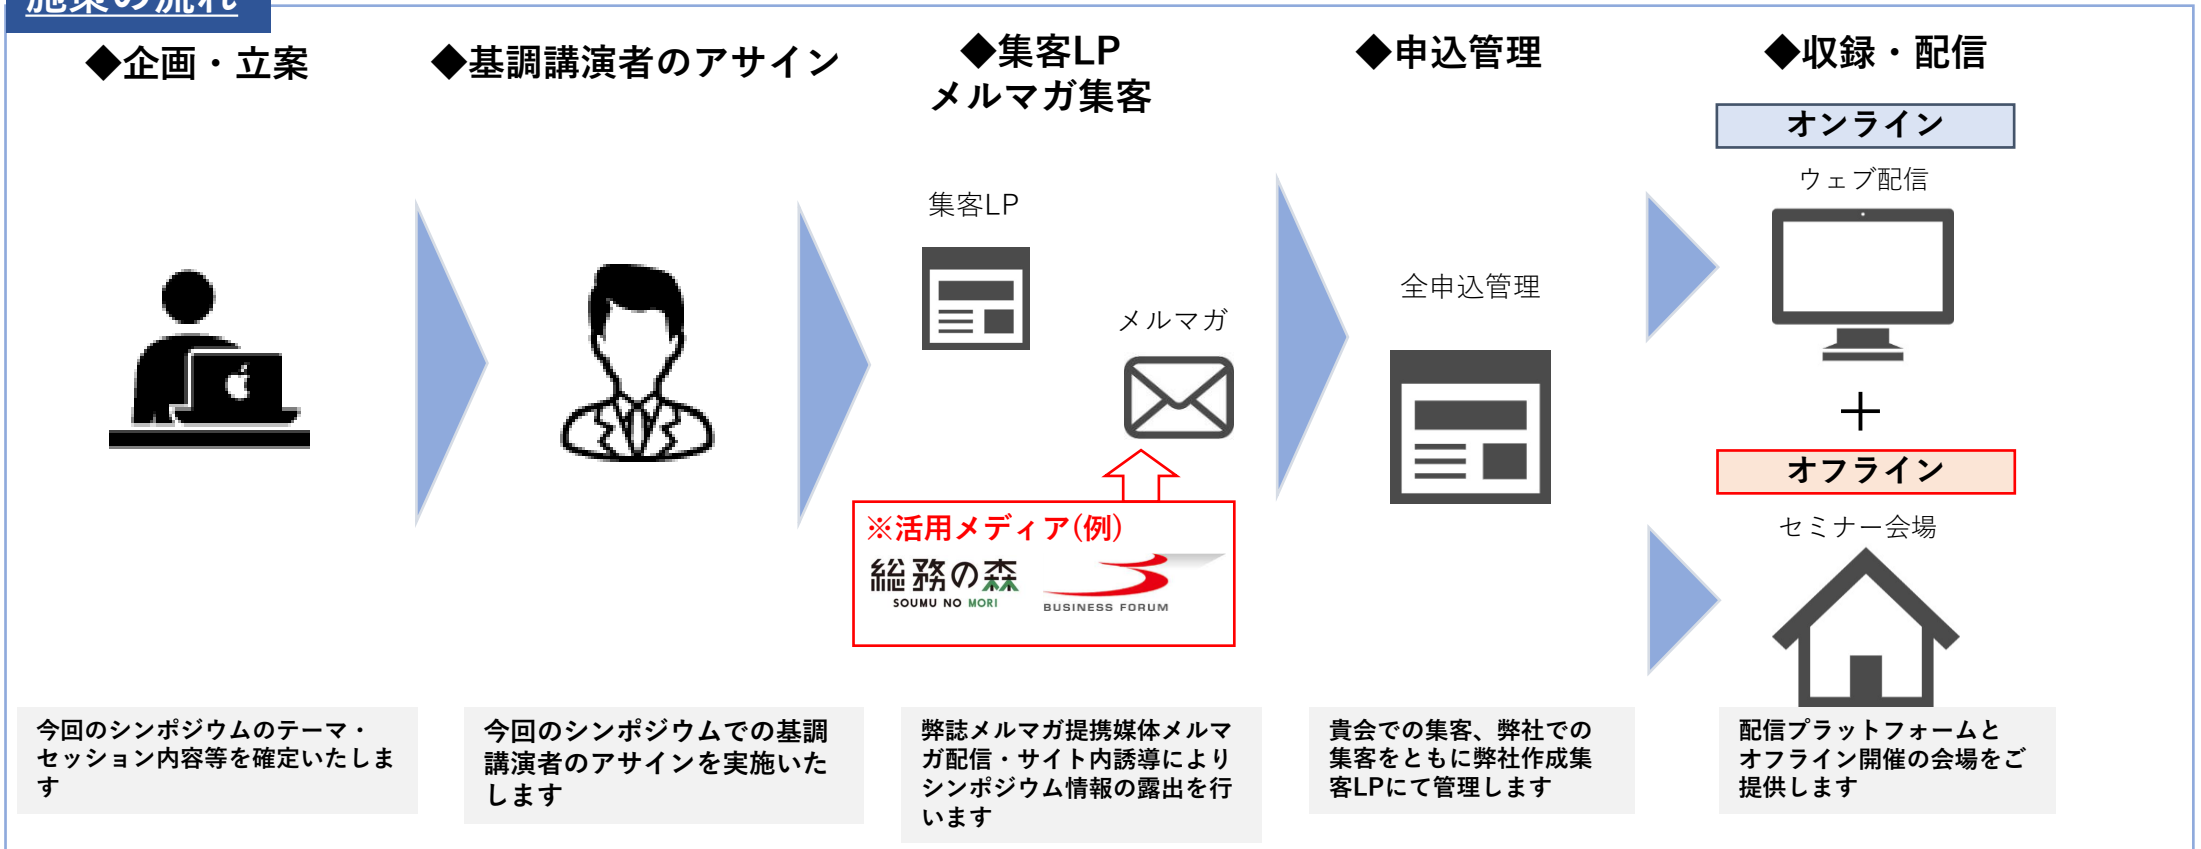 施策の流れ
◆企画・立案
◆基調講演者のアサイン
◆集客LP
メルマガ集客
◆申込管理
◆収録・配信
オンライン
ウェブ配信
集客LP
メルマガ
全申込管理
＋
オフライン
セミナー会場
※活用メディア(例)
総務の森
SOUMU NO MORI
BUSINESS FORUM
今回のシンポジウムのテーマ・
セッション内容等を確定いたしま
す
今回のシンポジウムでの基調
講演者のアサインを実施いた
します
弊誌メルマガ提携媒体メルマ
ガ配信・サイト内誘導により
シンポジウム情報の露出を行
います
貴会での集客、弊社での
集客をともに弊社作成集
客LPにて管理します
配信プラットフォームと
オフライン開催の会場をご
提供します